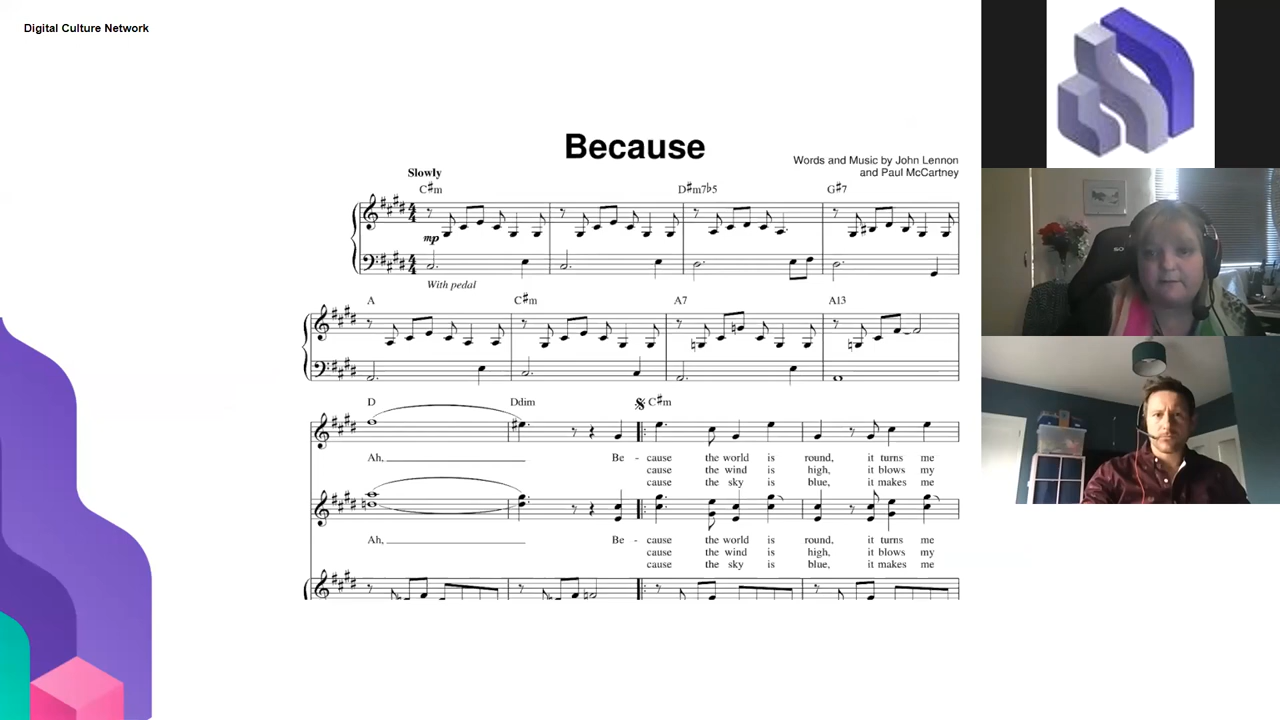 Digital Culture Network
Because
Words and Music by John Lennon
and Paul McCartney
Slowly
C#m D#m7b5 G#7
mp
With pedal
A C#m A7 A13
D Ddim C#m
Ah, Be - cause the world is round, it turns me
cause the wind is high, it blows my
cause the sky is blue, it makes me
Ah, Be - cause the world is round, it turns me
cause the wind is high, it blows my
cause the sky is blue, it makes me